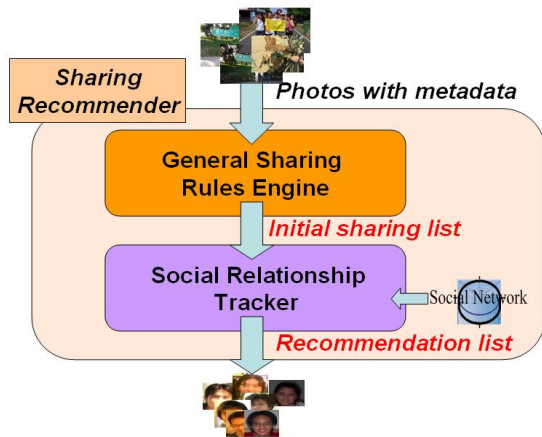 Sharing
Recommender
Photos with metadata
General Sharing
Rules Engine
Initial sharing list
Social Relationship
Tracker
Social Network
Recommendation list